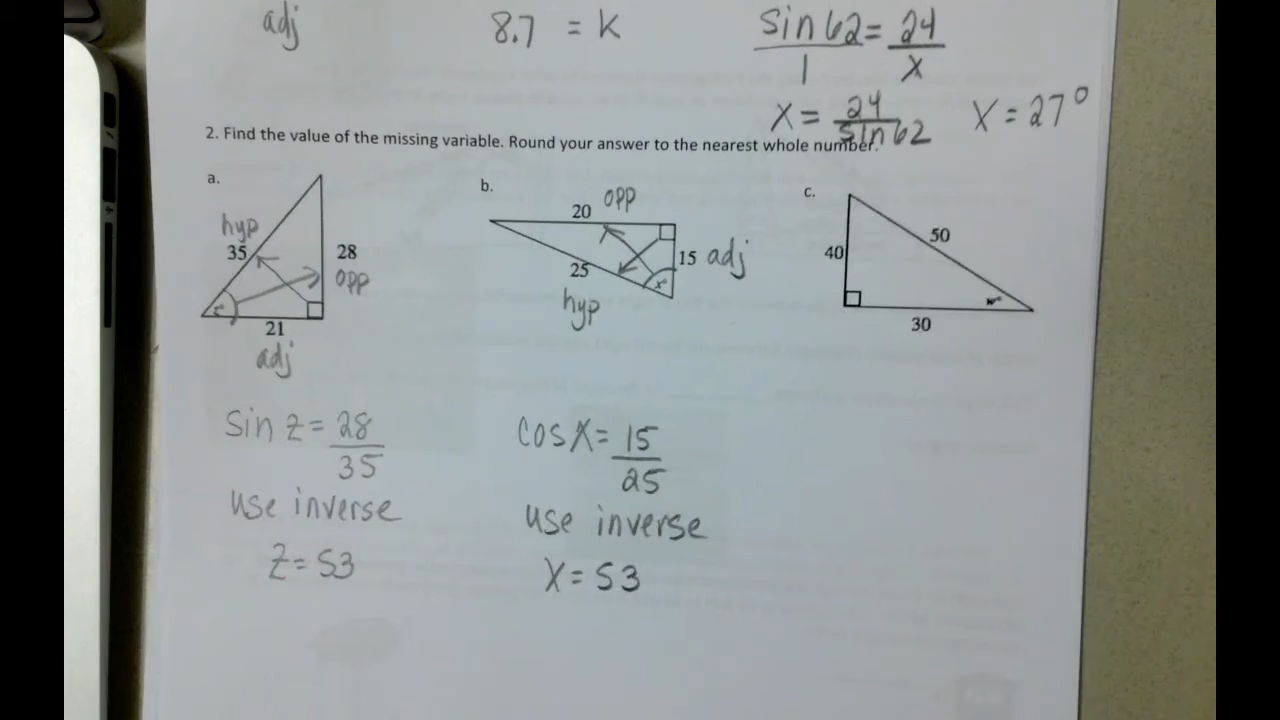 adj
8.7 = K
sin 62 = 24
1 x
x = 24
sin 62
x = 27°
2. Find the value of the missing variable. Round your answer to the nearest whole number.
a.
hyp
35
28
opp
z°
21
adj
b.
20 opp
15 adj
25
hyp
x°
c.
40
50
30
sin z = 28
35
use inverse
z = 53
cos x = 15
25
use inverse
x = 53